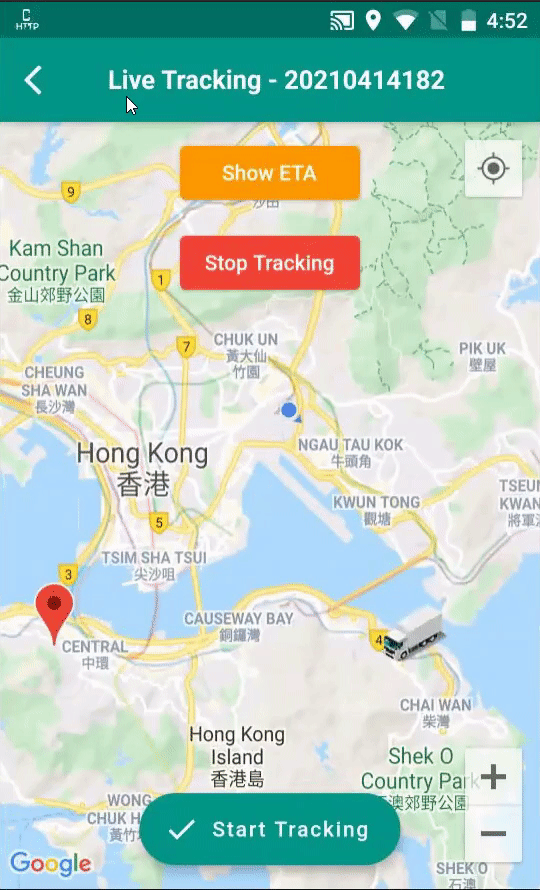 HTTP
4:52
Live Tracking - 20210414182
Show ETA
沙田
9
Stop Tracking
Kam Shan
Country Park
金山郊野公園
1
8
7
CHUK UN
黃大仙
竹園
PIK UK
壁屋
CHEUNG
SHA WAN
長沙灣
Hong Kong
香港
NGAU TAU KOK
牛頭角
KWUN TONG
觀塘
TSEU
KWAN
將軍
5
TSIM SHA TSUI
尖沙咀
3
CAUSEWAY BAY
銅鑼灣
4
CENTRAL
中環
CHAI WAN
柴灣
Hong Kong
Island
香港島
Shek O
Country Park
澳郊野公園
WONG
CHUK H
黃竹
Start Tracking
Google
SHEK O
石澳